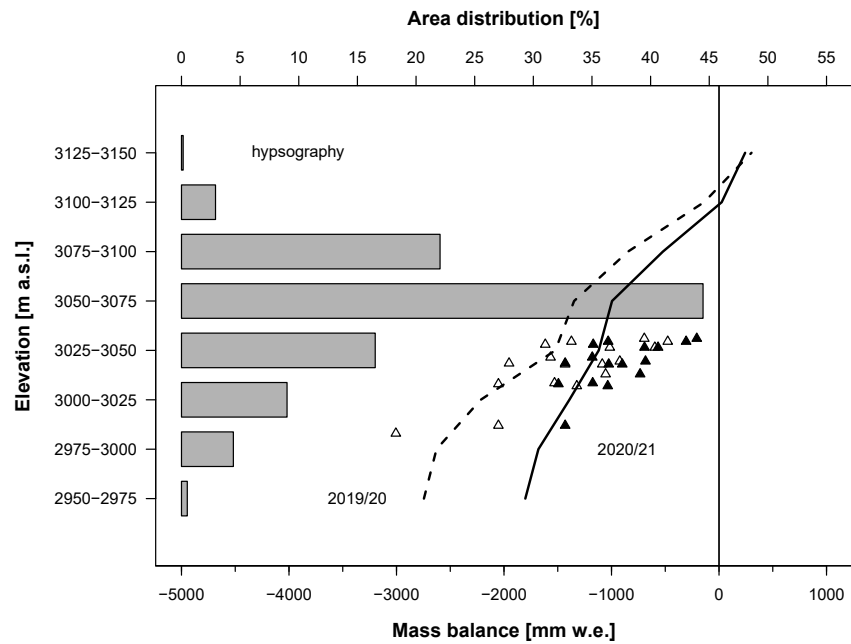 Area distribution [%]
0 5 10 15 20 25 30 35 40 45 50 55
Elevation [m a.s.l.]
3125−3150
hypsography
3100−3125
3075−3100
3050−3075
3025−3050
3000−3025
2975−3000
2020/21
2950−2975
2019/20
−5000 −4000 −3000 −2000 −1000 0 1000
Mass balance [mm w.e.]